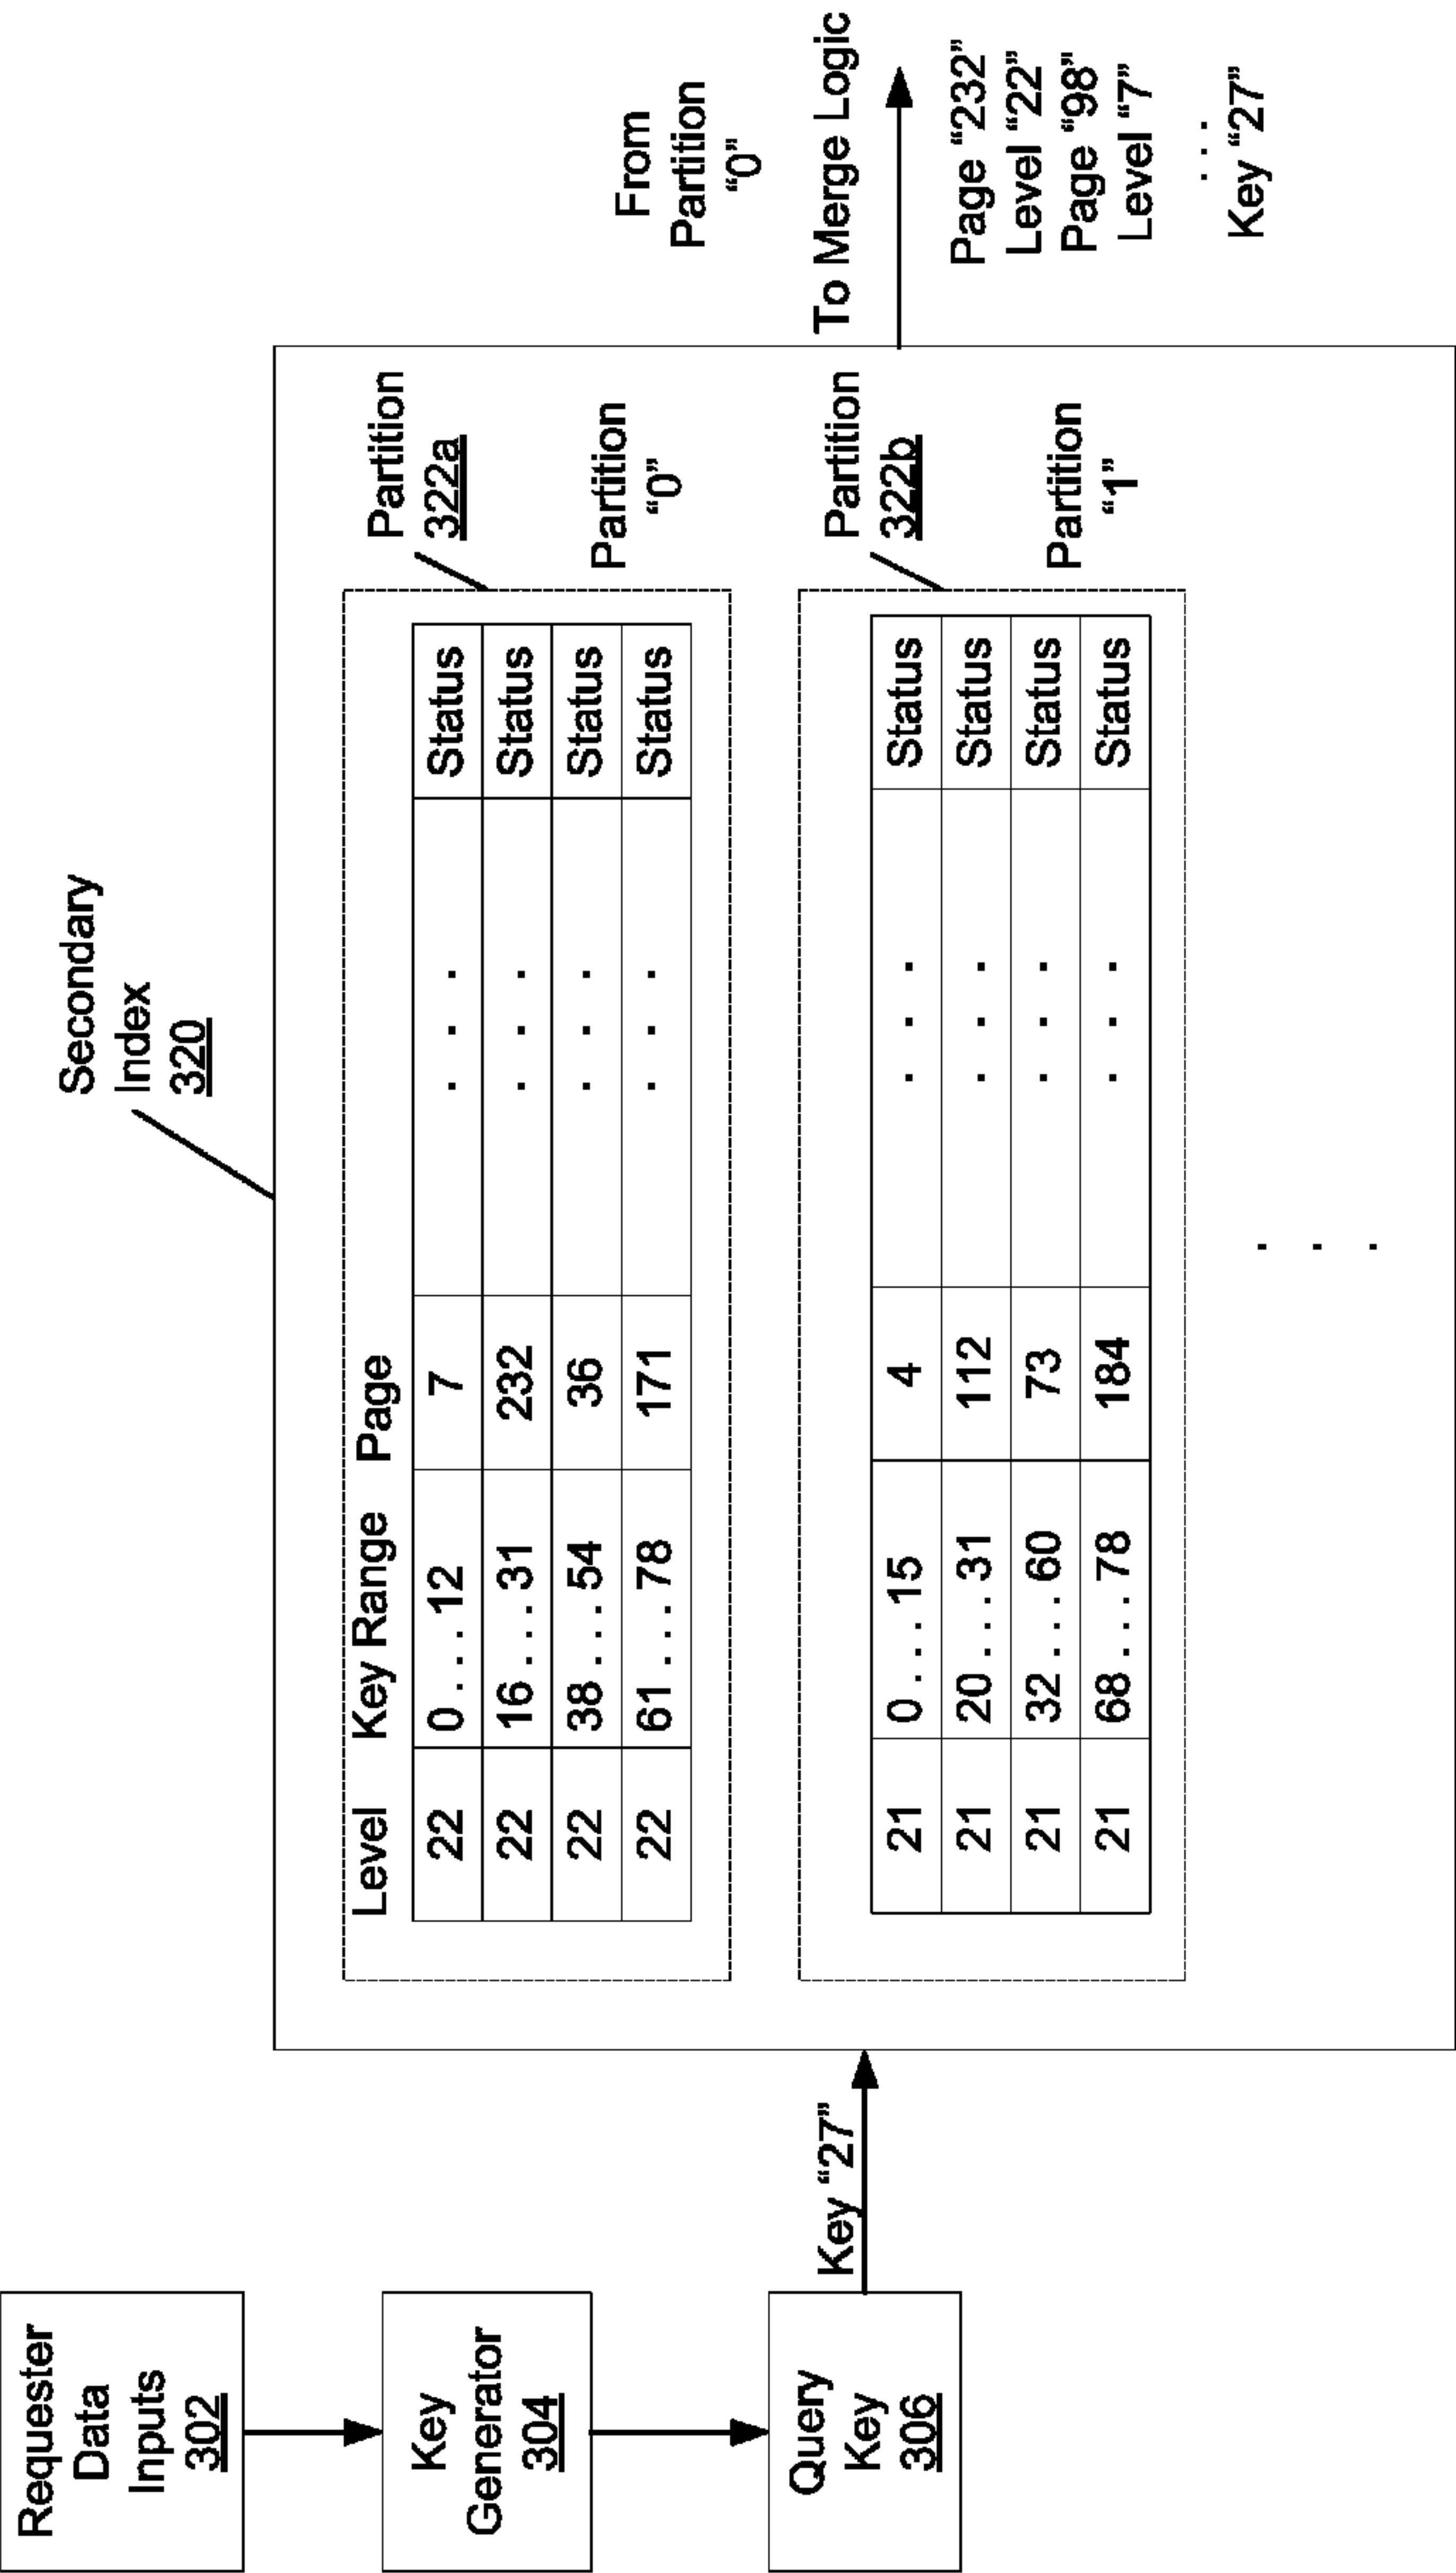 Requester
Data
Inputs
302
Key
Generator
304
Query
Key
306
Key “27”
Secondary
Index
320
Level Key Range Page
22 0 . . . 12 7 . . . Status
22 16 . . . 31 232 . . . Status
22 38 . . . 54 36 . . . Status
22 61 . . . 78 171 . . . Status
Partition
322a
Partition
“0”
21 0 . . . 15 4 . . . Status
21 20 . . . 31 112 . . . Status
21 32 . . . 60 73 . . . Status
21 68 . . . 78 184 . . . Status
Partition
322b
Partition
“1”
. . .
From
Partition
“0”
To Merge Logic
Page “232”
Level “22”
Page “98”
Level “7”
. . .
Key “27”